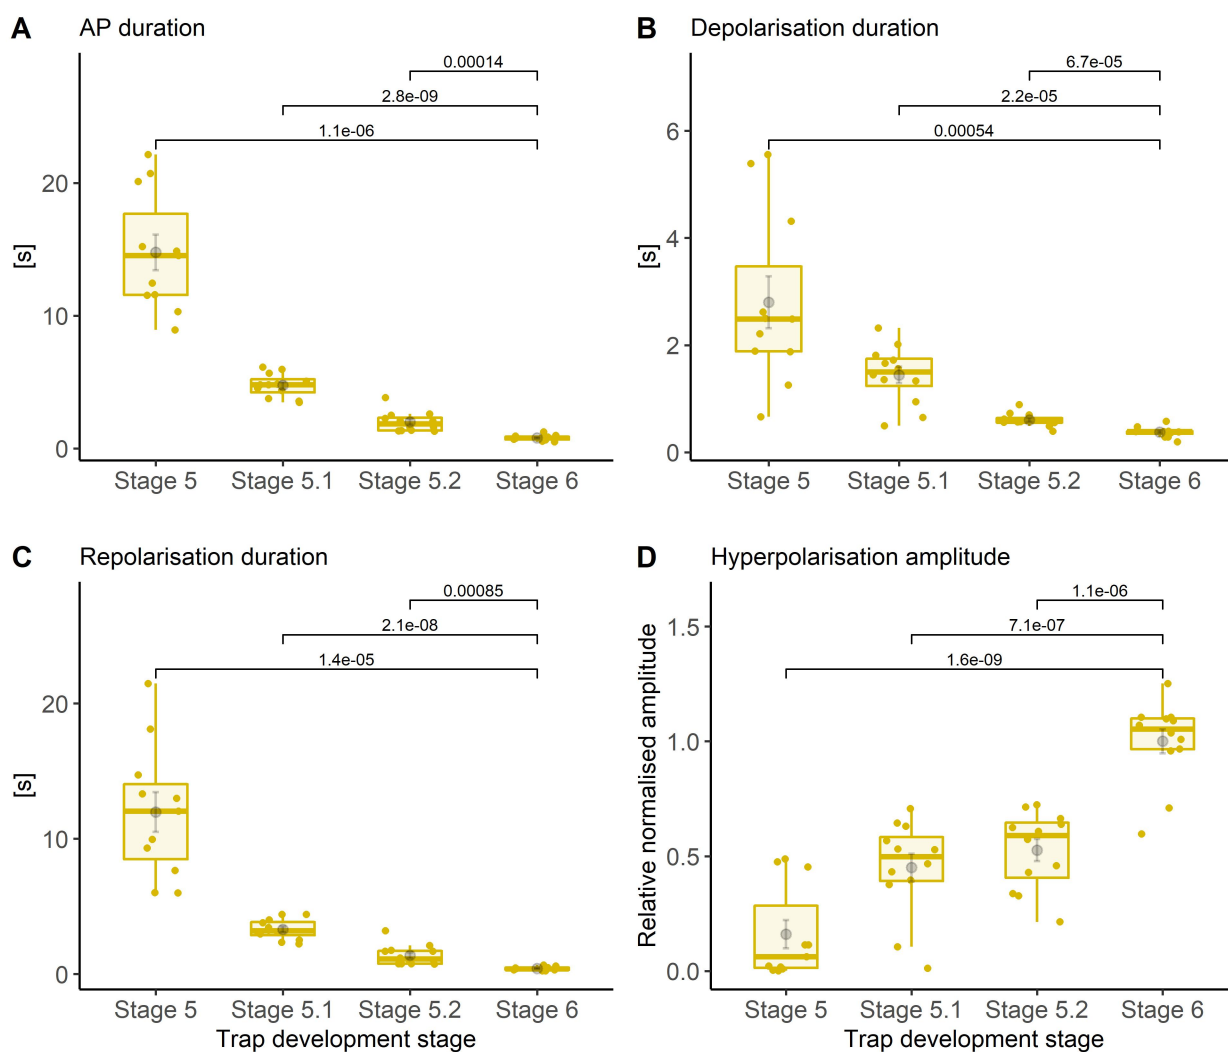 A AP duration
0.00014
2.8e-09
1.1e-06
20
10
0
[s]
Stage 5 Stage 5.1 Stage 5.2 Stage 6
B Depolarisation duration
6.7e-05
2.2e-05
0.00054
6
4
2
0
[s]
Stage 5 Stage 5.1 Stage 5.2 Stage 6
C Repolarisation duration
0.00085
2.1e-08
1.4e-05
20
10
0
[s]
Stage 5 Stage 5.1 Stage 5.2 Stage 6
Trap development stage
D Hyperpolarisation amplitude
1.1e-06
7.1e-07
1.6e-09
1.5
1.0
0.5
0.0
Relative normalised amplitude
Stage 5 Stage 5.1 Stage 5.2 Stage 6
Trap development stage